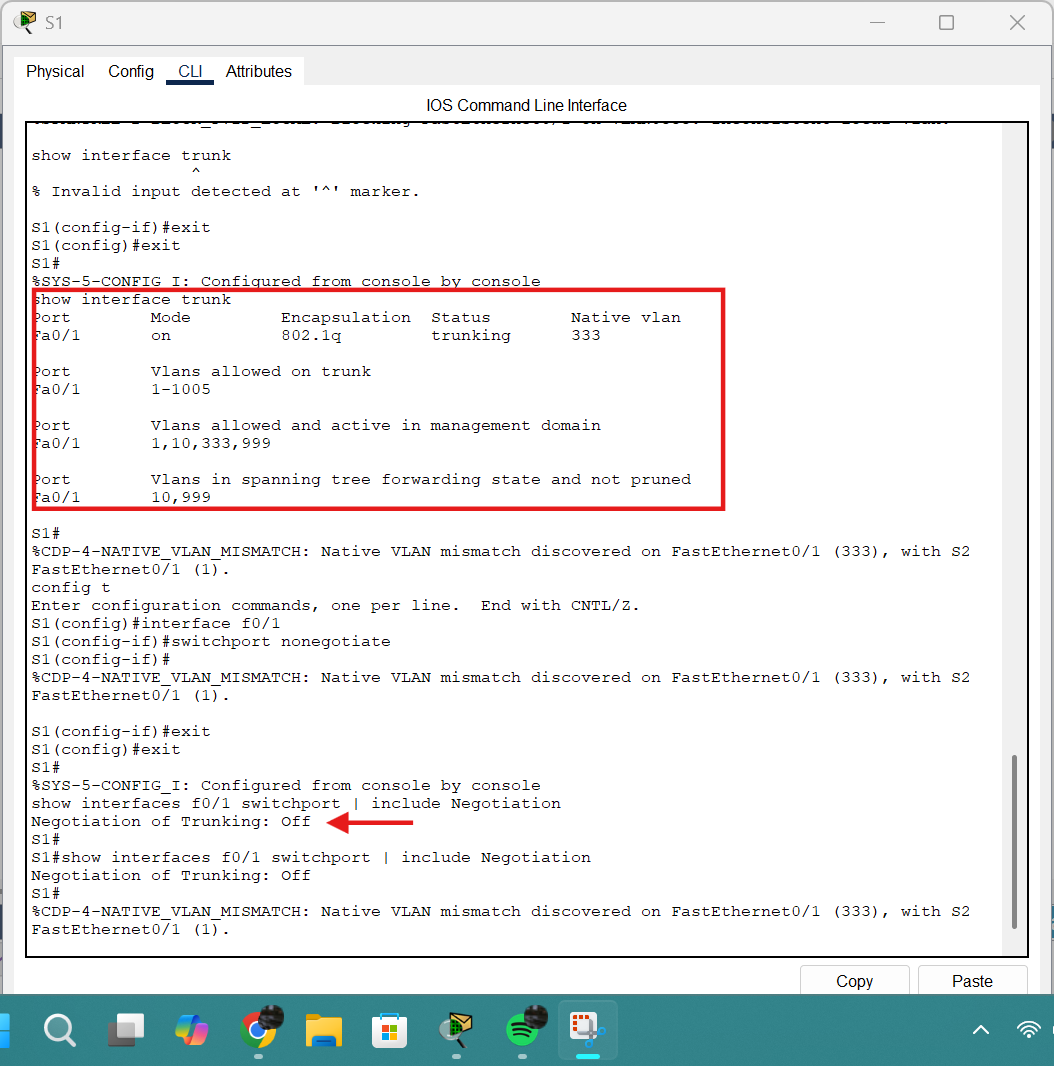 S1
Physical Config CLI Attributes
IOS Command Line Interface
show interface trunk
^
% Invalid input detected at '^' marker.
S1(config-if)#exit
S1(config)#exit
S1#
%SYS-5-CONFIG_I: Configured from console by console
show interface trunk
Port Mode Encapsulation Status Native vlan
Fa0/1 on 802.1q trunking 333
Port Vlans allowed on trunk
Fa0/1 1-1005
Port Vlans allowed and active in management domain
Fa0/1 1,10,333,999
Port Vlans in spanning tree forwarding state and not pruned
Fa0/1 10,999
S1#
%CDP-4-NATIVE_VLAN_MISMATCH: Native VLAN mismatch discovered on FastEthernet0/1 (333), with S2
FastEthernet0/1 (1).
config t
Enter configuration commands, one per line. End with CNTL/Z.
S1(config)#interface f0/1
S1(config-if)#switchport nonegotiate
S1(config-if)#
%CDP-4-NATIVE_VLAN_MISMATCH: Native VLAN mismatch discovered on FastEthernet0/1 (333), with S2
FastEthernet0/1 (1).
S1(config-if)#exit
S1(config)#exit
S1#
%SYS-5-CONFIG_I: Configured from console by console
show interfaces f0/1 switchport | include Negotiation
Negotiation of Trunking: Off
S1#
S1#show interfaces f0/1 switchport | include Negotiation
Negotiation of Trunking: Off
S1#
%CDP-4-NATIVE_VLAN_MISMATCH: Native VLAN mismatch discovered on FastEthernet0/1 (333), with S2
FastEthernet0/1 (1).
Copy Paste